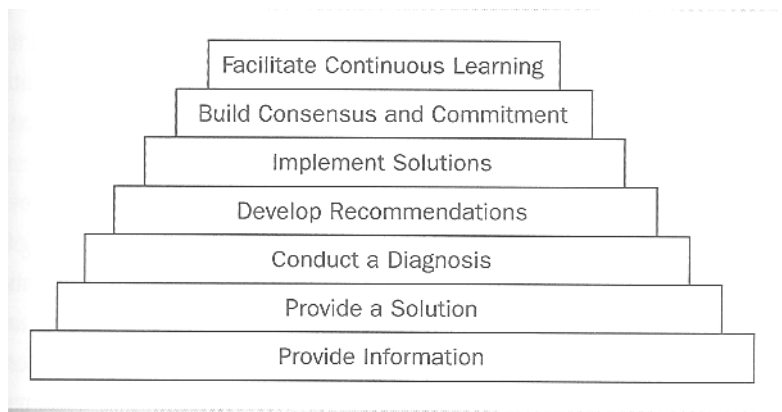 Facilitate Continuous Learning
Build Consensus and Commitment
Implement Solutions
Develop Recommendations
Conduct a Diagnosis
Provide a Solution
Provide Information